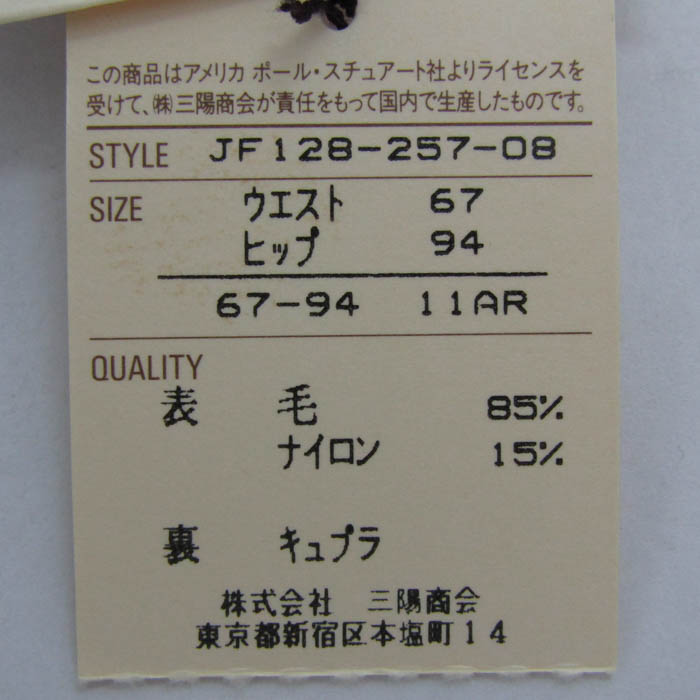 この商品はアメリカ ポール・スチュアート社よりライセンスを
受けて、㈱三陽商会が責任をもって国内で生産したものです。
STYLE JF128-257-08
SIZE ウエスト 67
ヒップ 94
67-94 11AR
QUALITY
表 毛 85%
ナイロン 15%
裏 キュプラ
株式会社 三陽商会
東京都新宿区本塩町14